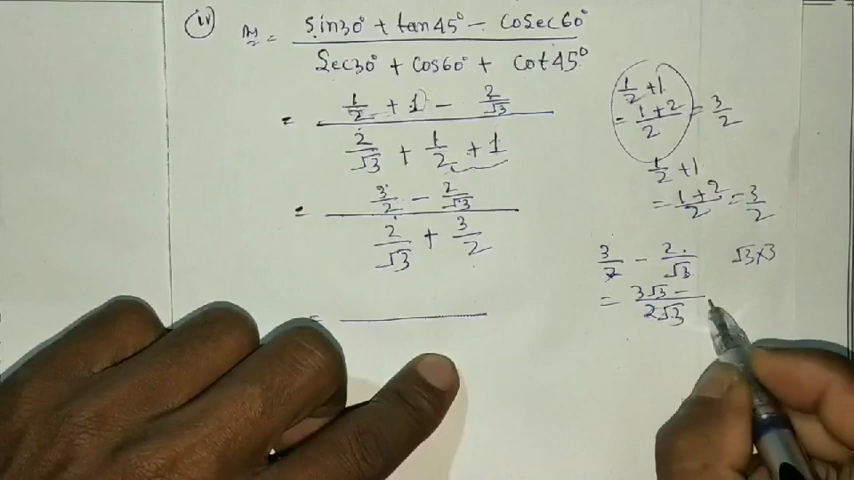 (iv) = sin30° + tan45° - cosec60°
sec30° + cos60° + cot45°
= 1/2 + 1 - 2/√3
2/√3 + 1/2 + 1
= 3/2 - 2/√3
2/√3 + 3/2
=
1/2 + 1
= 1+2/2 = 3/2
1/2 + 1
= 1+2/2 = 3/2
3/2 - 2/√3 √3×3
= 3√3 - / 2√3